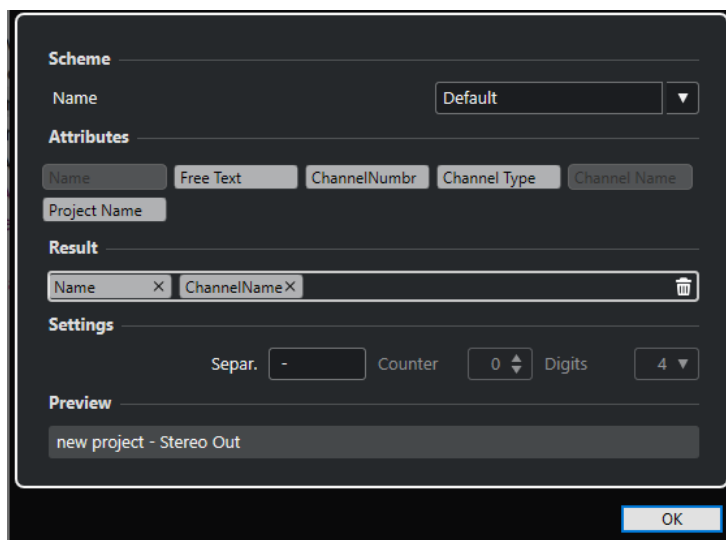 Scheme
Name Default
Attributes
Name Free Text ChannelNumbr Channel Type Channel Name
Project Name
Result
Name × ChannelName×
Settings
Separ. - Counter 0 Digits 4
Preview
new project - Stereo Out
OK